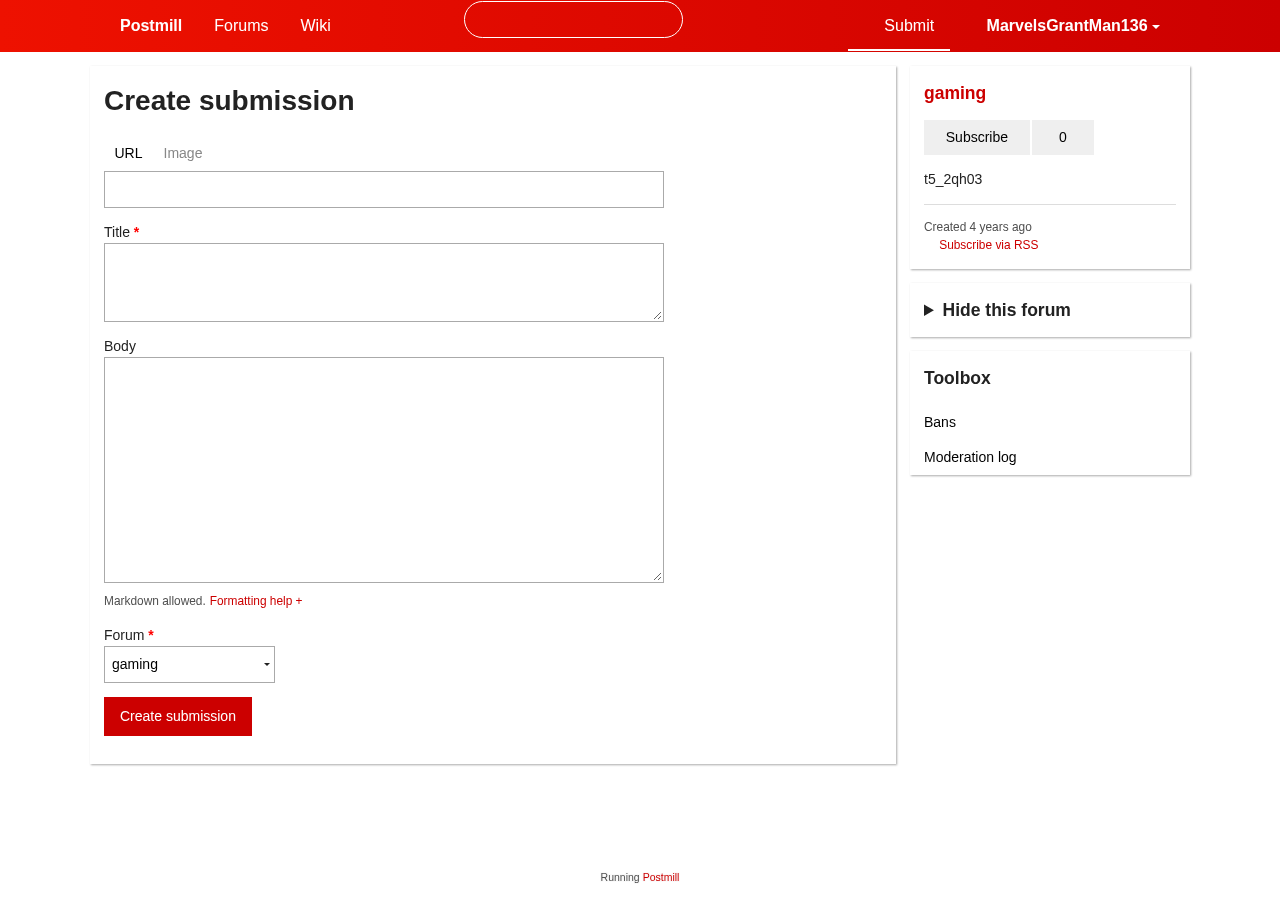 Postmill Forums Wiki Submit MarvelsGrantMan136
Create submission
URL Image
Title *
Body
Markdown allowed. Formatting help +
Forum *
gaming
Create submission
gaming
Subscribe 0
t5_2qh03
Created 4 years ago
Subscribe via RSS
Hide this forum
Toolbox
Bans
Moderation log
Running Postmill